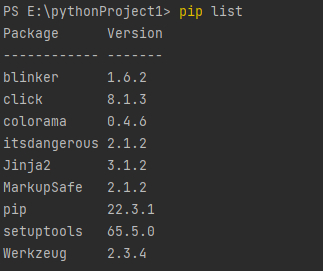 PS E:\pythonProject1> pip list
Package      Version
------------ -------
blinker      1.6.2
click        8.1.3
colorama     0.4.6
itsdangerous 2.1.2
Jinja2       3.1.2
MarkupSafe   2.1.2
pip          22.3.1
setuptools   65.5.0
Werkzeug     2.3.4